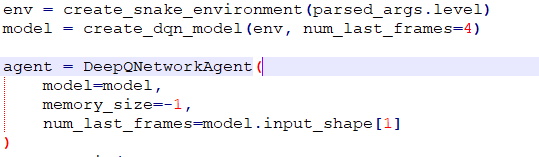 env = create_snake_environment(parsed_args.level)
model = create_dqn_model(env, num_last_frames=4)
agent = DeepQNetworkAgent(
model=model,
memory_size=-1,
num_last_frames=model.input_shape[1]
)